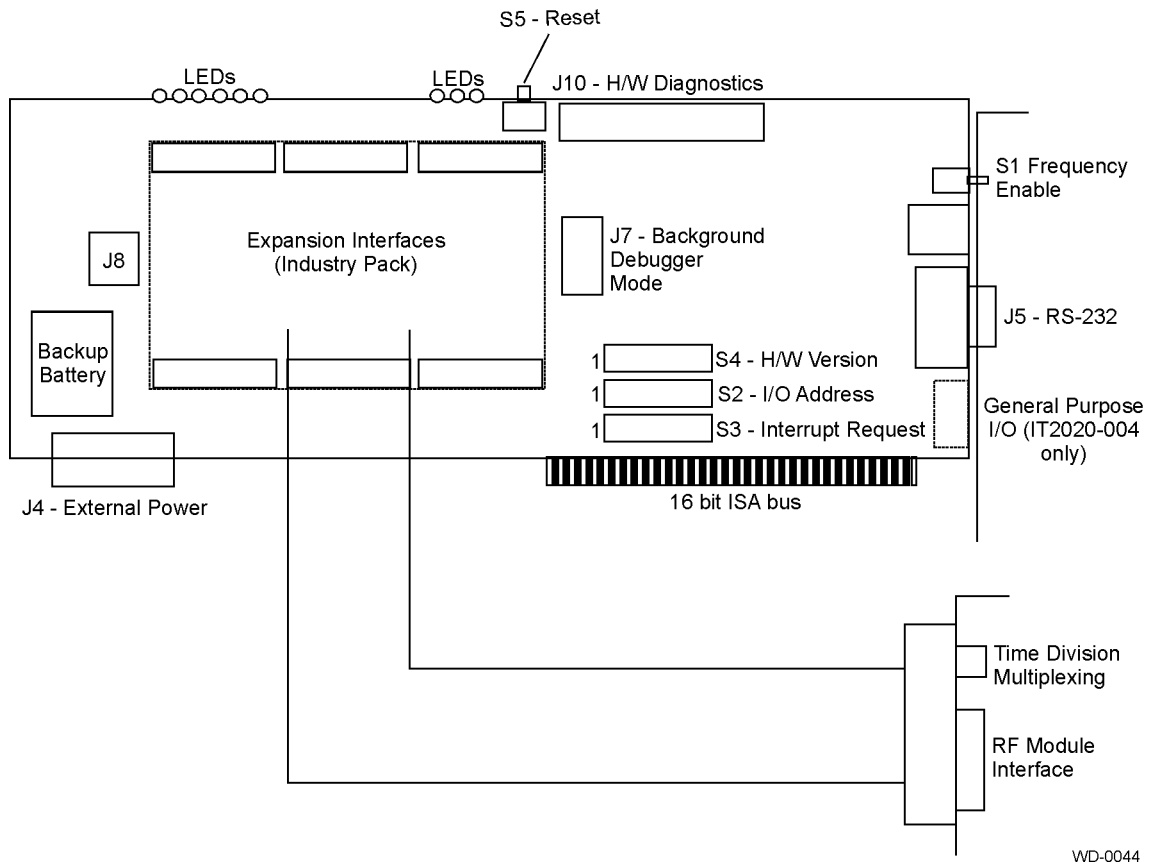 S5 - Reset
LEDs
LEDs
J10 - H/W Diagnostics
S1 Frequency
Enable
Expansion Interfaces
(Industry Pack)
J7 - Background
Debugger
Mode
J8
J5 - RS-232
Backup
Battery
1
S4 - H/W Version
1
S2 - I/O Address
1
S3 - Interrupt Request
General Purpose
I/O (IT2020-004
only)
J4 - External Power
16 bit ISA bus
Time Division
Multiplexing
RF Module
Interface
WD-0044